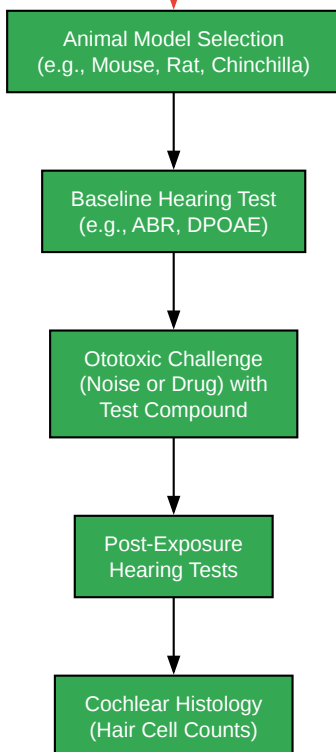 Animal Model Selection
(e.g., Mouse, Rat, Chinchilla)
Baseline Hearing Test
(e.g., ABR, DPOAE)
Ototoxic Challenge
(Noise or Drug) with
Test Compound
Post-Exposure
Hearing Tests
Cochlear Histology
(Hair Cell Counts)